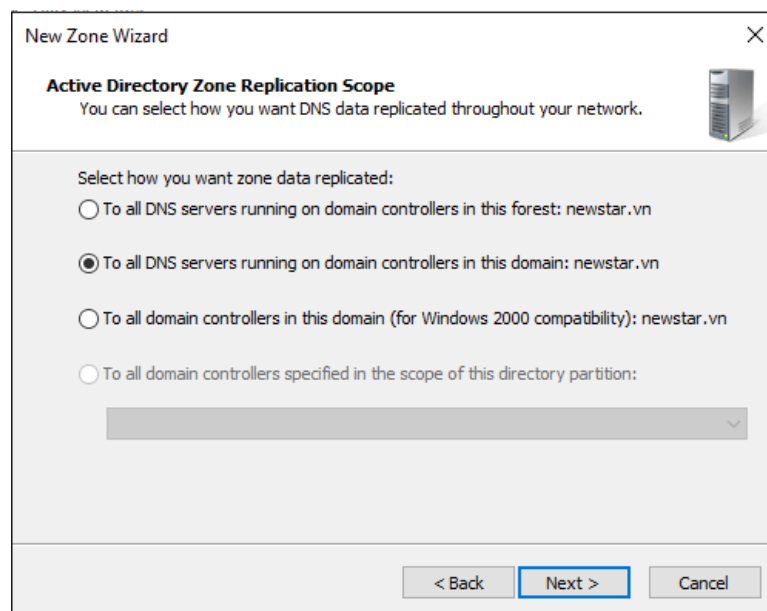 New Zone Wizard
Active Directory Zone Replication Scope
You can select how you want DNS data replicated throughout your network.
Select how you want zone data replicated:
To all DNS servers running on domain controllers in this forest: newstar.vn
To all DNS servers running on domain controllers in this domain: newstar.vn
To all domain controllers in this domain (for Windows 2000 compatibility): newstar.vn
To all domain controllers specified in the scope of this directory partition:
< Back
Next >
Cancel